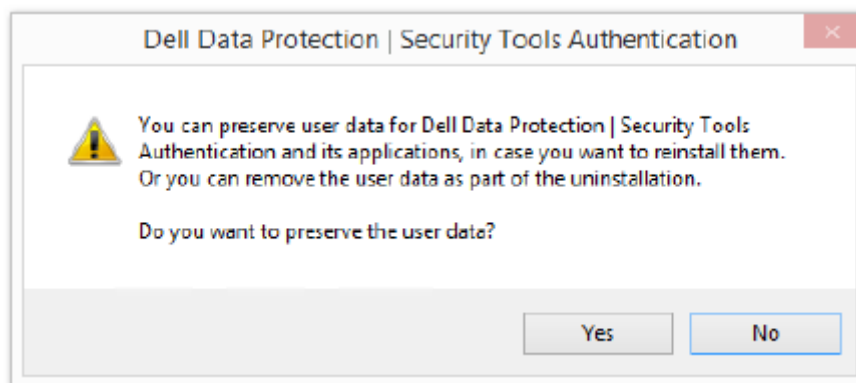 Dell Data Protection | Security Tools Authentication
You can preserve user data for Dell Data Protection | Security Tools
Authentication and its applications, in case you want to reinstall them.
Or you can remove the user data as part of the uninstallation.
Do you want to preserve the user data?
Yes
No